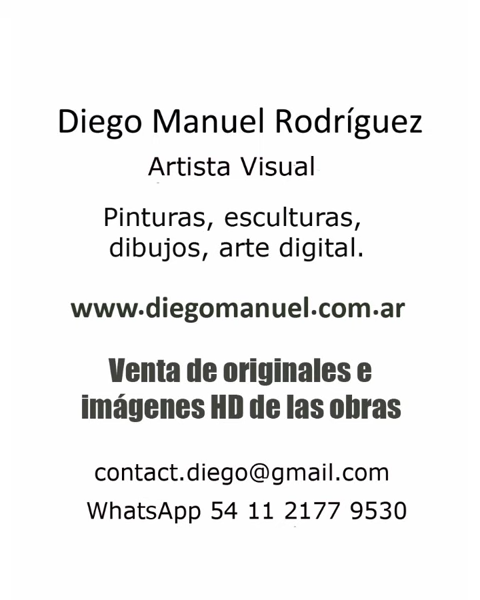 Diego Manuel Rodríguez
Artista Visual
Pinturas, esculturas,
dibujos, arte digital.
www.diegomanuel.com.ar
Venta de originales e
imágenes HD de las obras
contact.diego@gmail.com
WhatsApp 54 11 2177 9530